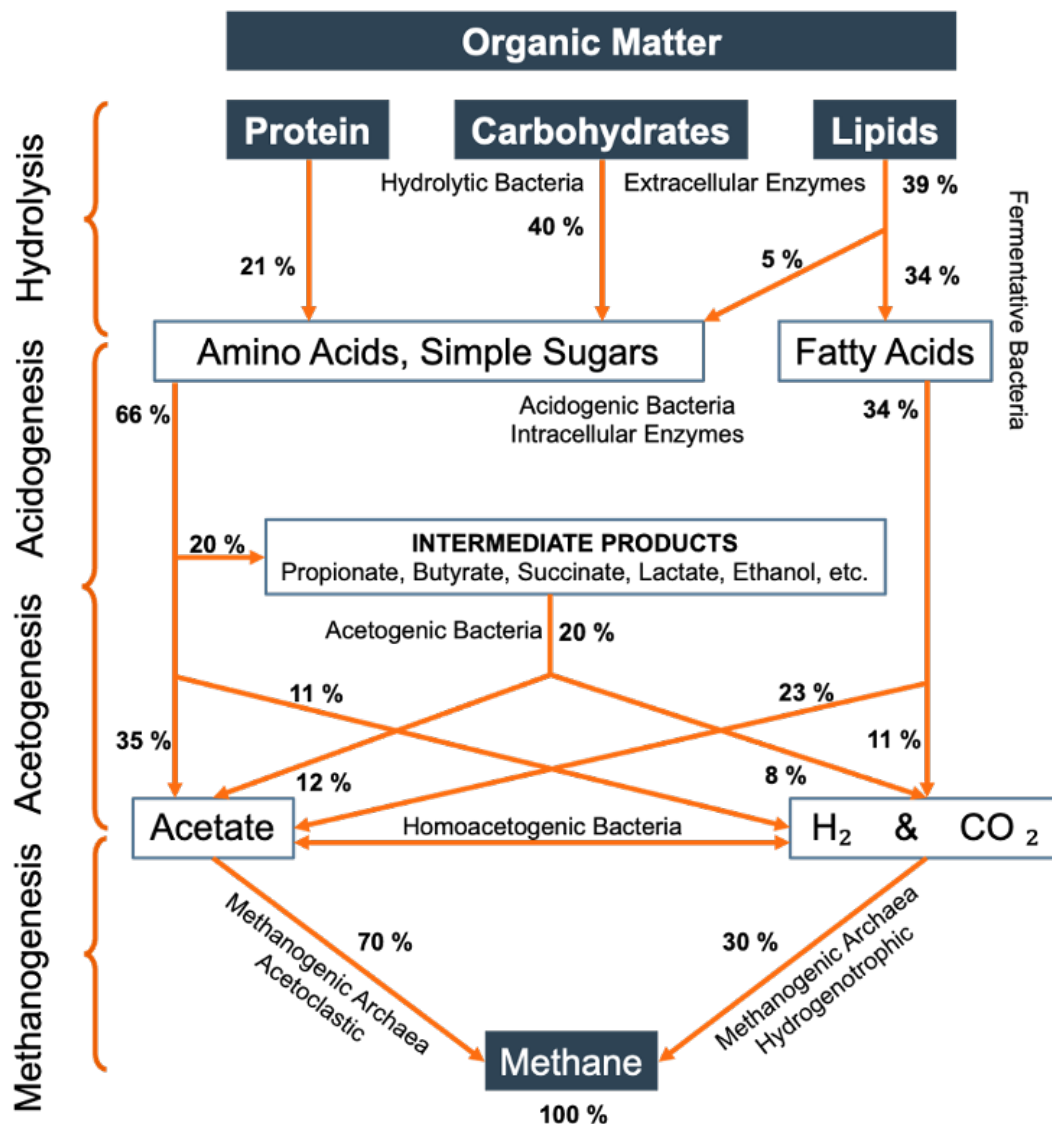 Organic Matter
Protein
Carbohydrates
Lipids
Hydrolysis
Hydrolytic Bacteria
Extracellular Enzymes
39 %
40 %
21 %
5 %
34 %
Fermentative Bacteria
Amino Acids, Simple Sugars
Fatty Acids
Acidogenesis
66 %
Acidogenic Bacteria
Intracellular Enzymes
34 %
20 %
INTERMEDIATE PRODUCTS
Propionate, Butyrate, Succinate, Lactate, Ethanol, etc.
Acetogenesis
Acetogenic Bacteria
20 %
11 %
23 %
35 %
11 %
12 %
8 %
Acetate
Homoacetogenic Bacteria
H₂ & CO₂
Methanogenesis
Methanogenic Archaea
Acetoclastic
70 %
30 %
Methanogenic Archaea
Hydrogenotrophic
Methane
100 %